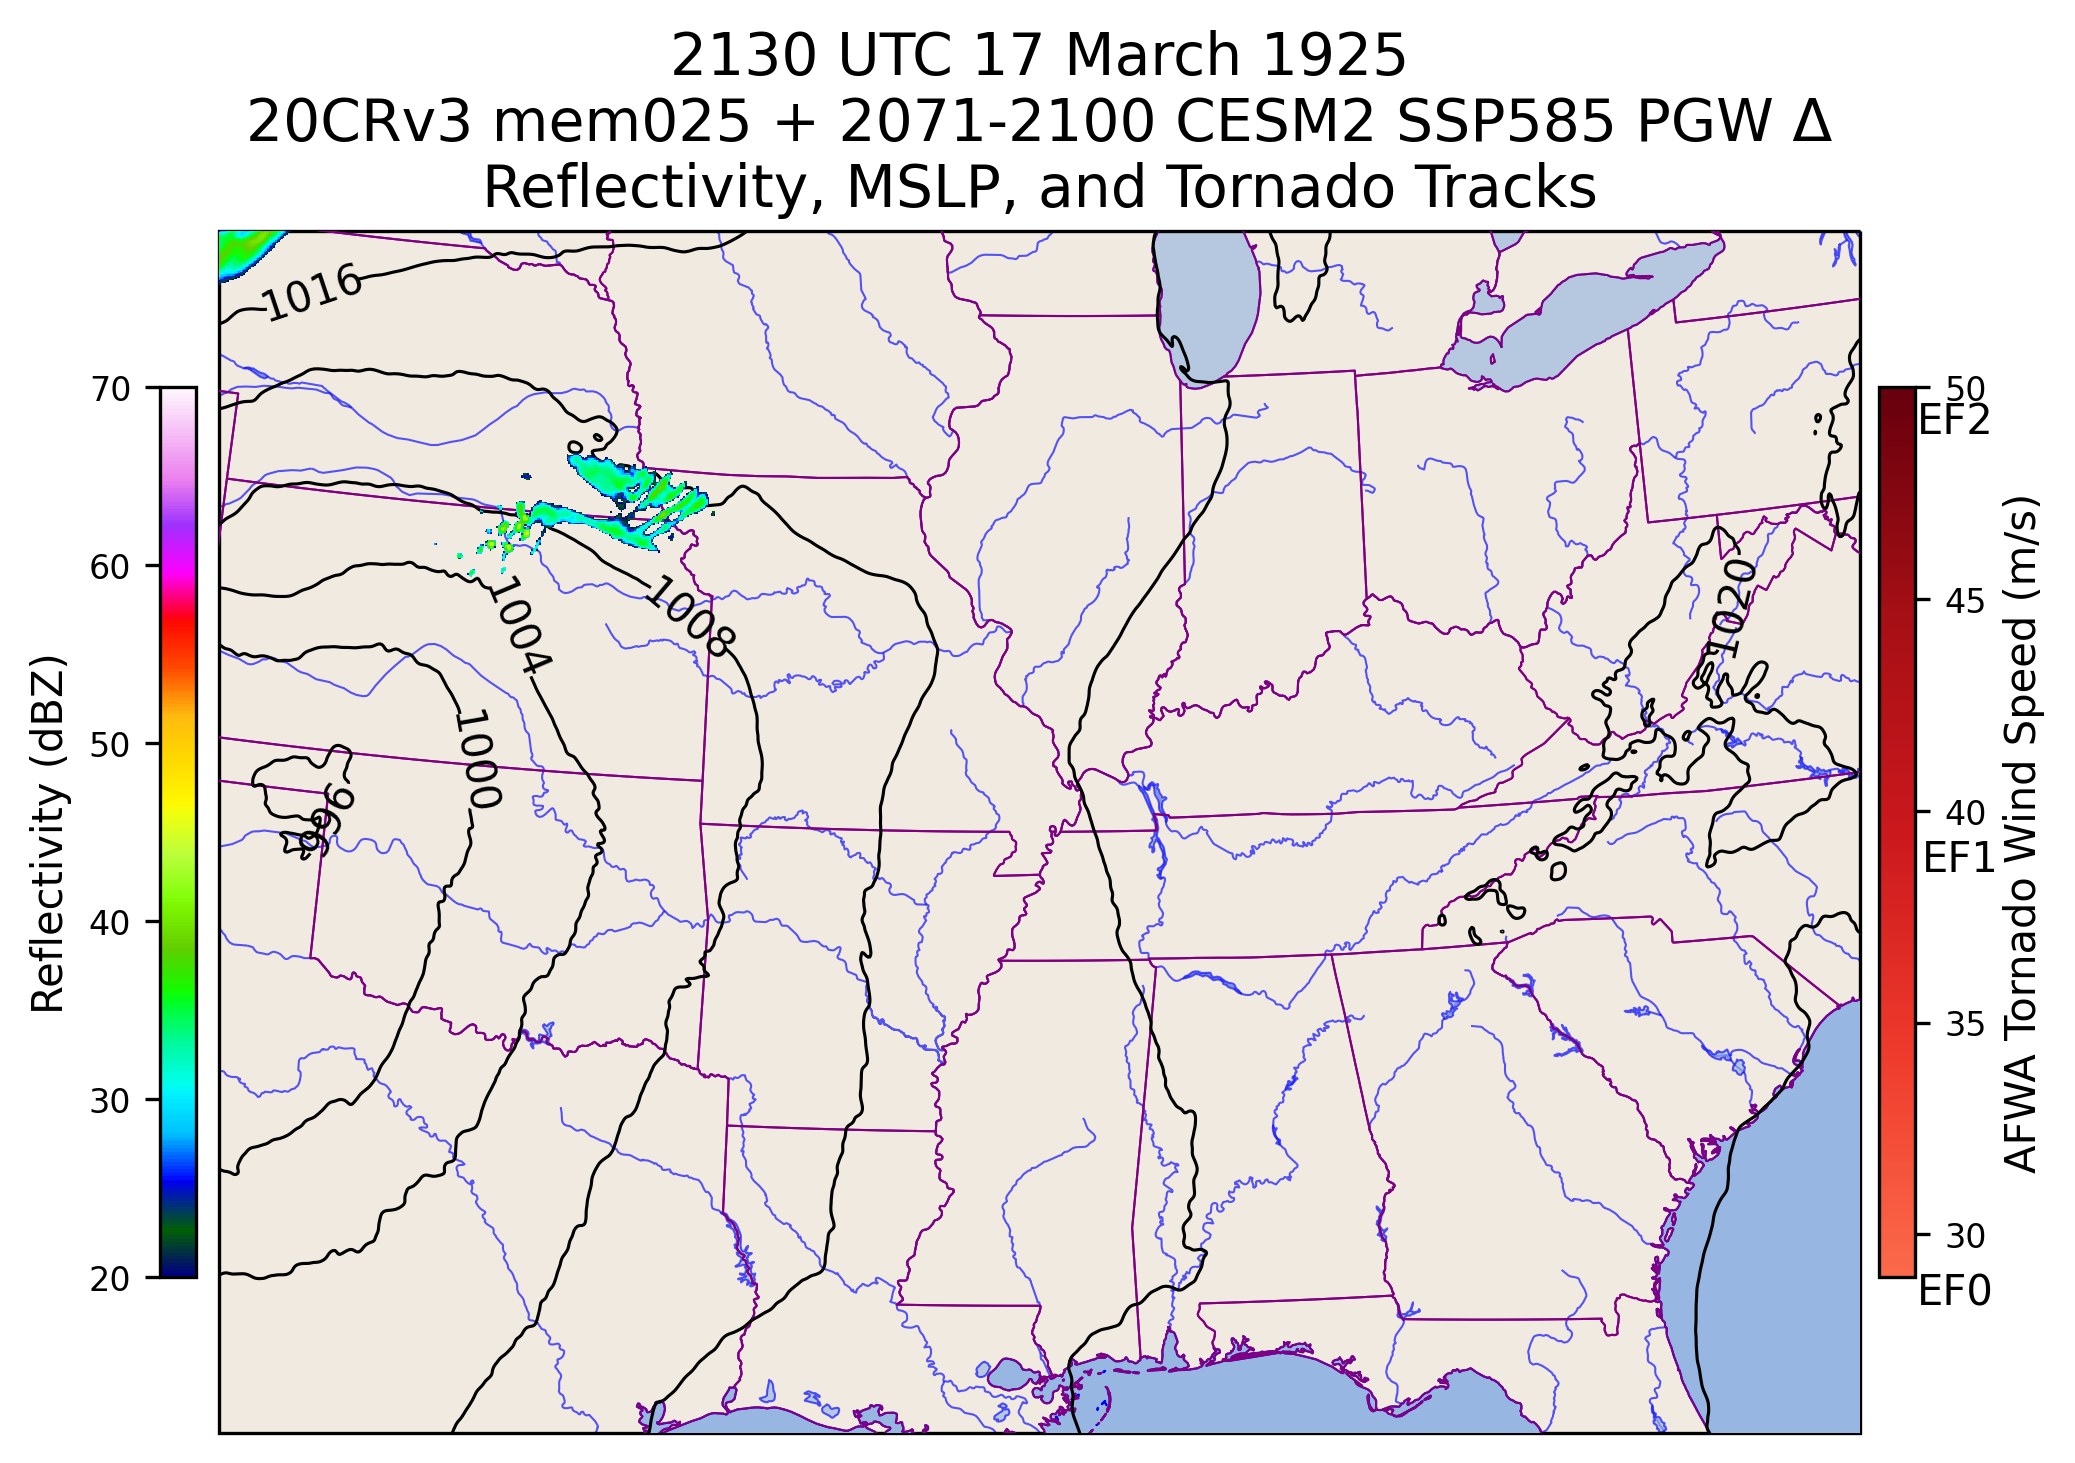 2130 UTC 17 March 1925
20CRv3 mem025 + 2071-2100 CESM2 SSP585 PGW Δ
Reflectivity, MSLP, and Tornado Tracks
1016
1020
1008
1004
1000
996
70
60
50
40
30
20
Reflectivity (dBZ)
50
EF2
45
40
EF1
35
30
EF0
AFWA Tornado Wind Speed (m/s)